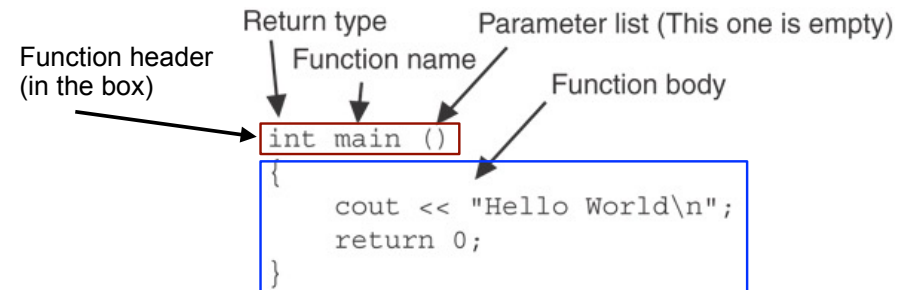 Return type
Parameter list (This one is empty)
Function header
(in the box)
Function name
Function body
int main ()
{
cout << "Hello World\n";
return 0;
}